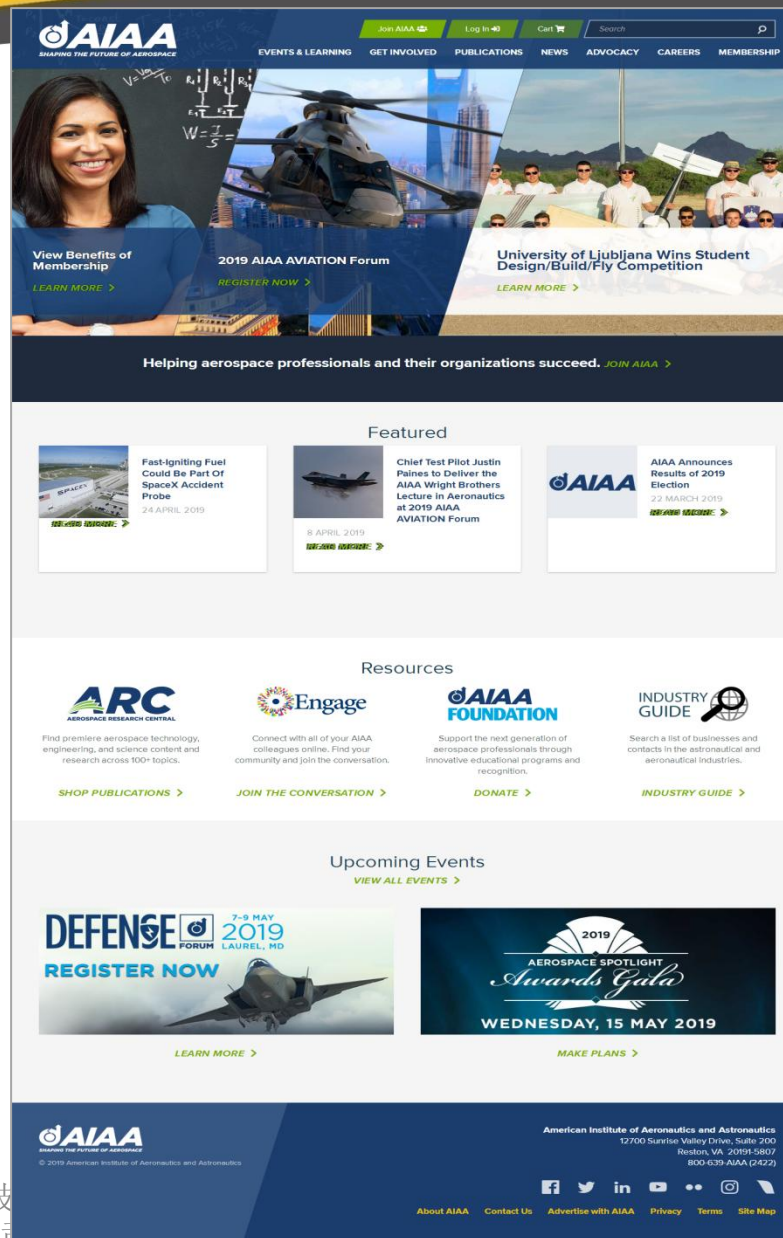 AIAA
SHAPING THE FUTURE OF AEROSPACE
Join AIAA
Log In
Cart
Search
EVENTS & LEARNING
GET INVOLVED
PUBLICATIONS
NEWS
ADVOCACY
CAREERS
MEMBERSHIP
View Benefits of
Membership
LEARN MORE >
2019 AIAA AVIATION Forum
REGISTER NOW >
University of Ljubljana Wins Student
Design/Build/Fly Competition
LEARN MORE >
Helping aerospace professionals and their organizations succeed. JOIN AIAA >
Featured
SPACEX
Fast-Igniting Fuel
Could Be Part Of
SpaceX Accident
Probe
24 APRIL 2019
READ MORE >
Chief Test Pilot Justin
Paines to Deliver the
AIAA Wright Brothers
Lecture in Aeronautics
at 2019 AIAA
AVIATION Forum
8 APRIL 2019
READ MORE >
AIAA
AIAA Announces
Results of 2019
Election
22 MARCH 2019
READ MORE >
Resources
ARC
AEROSPACE RESEARCH CENTRAL
Find premiere aerospace technology,
engineering, and science content and
research across 100+ topics.
SHOP PUBLICATIONS >
Engage
Connect with all of your AIAA
colleagues online. Find your
community and join the conversation.
JOIN THE CONVERSATION >
AIAA
FOUNDATION
Support the next generation of
aerospace professionals through
innovative educational programs and
recognition.
DONATE >
INDUSTRY
GUIDE
Search a list of businesses and
contacts in the astronautical and
aeronautical industries.
INDUSTRY GUIDE >
Upcoming Events
VIEW ALL EVENTS >
DEFENSE FORUM
7-9 MAY
2019
LAUREL, MD
REGISTER NOW
LEARN MORE >
2019
AEROSPACE SPOTLIGHT
Awards Gala
WEDNESDAY, 15 MAY 2019
MAKE PLANS >
AIAA
SHAPING THE FUTURE OF AEROSPACE
© 2019 American Institute of Aeronautics and Astronautics
American Institute of Aeronautics and Astronautics
12700 Sunrise Valley Drive, Suite 200
Reston, VA 20191-5807
800-639-AIAA (2422)
About AIAA
Contact Us
Advertise with AIAA
Privacy
Terms
Site Map